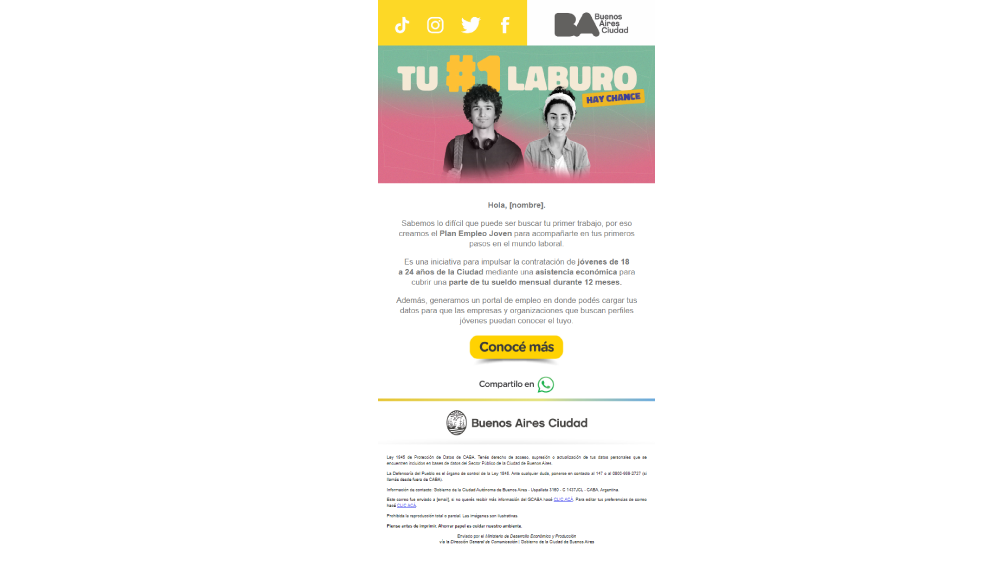 BA Buenos
Aires
Ciudad
TU #1 LABURO
HAY CHANCE
Hola, [nombre].
Sabemos lo difícil que puede ser buscar tu primer trabajo, por eso
creamos el Plan Empleo Joven para acompañarte en tus primeros
pasos en el mundo laboral.
Es una iniciativa para impulsar la contratación de jóvenes de 18
a 24 años de la Ciudad mediante una asistencia económica para
cubrir una parte de tu sueldo mensual durante 12 meses.
Además, generamos un portal de empleo en donde podés cargar tus
datos para que las empresas y organizaciones que buscan perfiles
jóvenes puedan conocer el tuyo
Conocé más
Compartilo en
Buenos Aires Ciudad
Ley 1845 de Protección de Datos de CABA. Tenés derecho de acceso, supresión o actualización de tus datos personales que se
encuentren incluidos en bases de datos del Sector Público de la Ciudad de Buenos Aires.
La Defensoría del Pueblo es el órgano de control de la Ley 1845. Ante cualquier duda, ponerse en contacto al 147 o al 0800-999-2727 (si
llamás desde fuera de CABA).
Información de contacto: Gobierno de la Ciudad Autónoma de Buenos Aires - Uspallata 3160 - C 1437JCL - CABA, Argentina.
Este correo fue enviado a [email], si no querés recibir más información del GCABA hacé CLIC ACÁ. Para editar tus preferencias de correo
hacé CLIC ACÁ.
Prohibida la reproducción total o parcial. Las imágenes son ilustrativas.
Piense antes de imprimir. Ahorrar papel es cuidar nuestro ambiente.
Enviado por el Ministerio de Desarrollo Económico y Producción
vía la Dirección General de Comunicación | Gobierno de la Ciudad de Buenos Aires